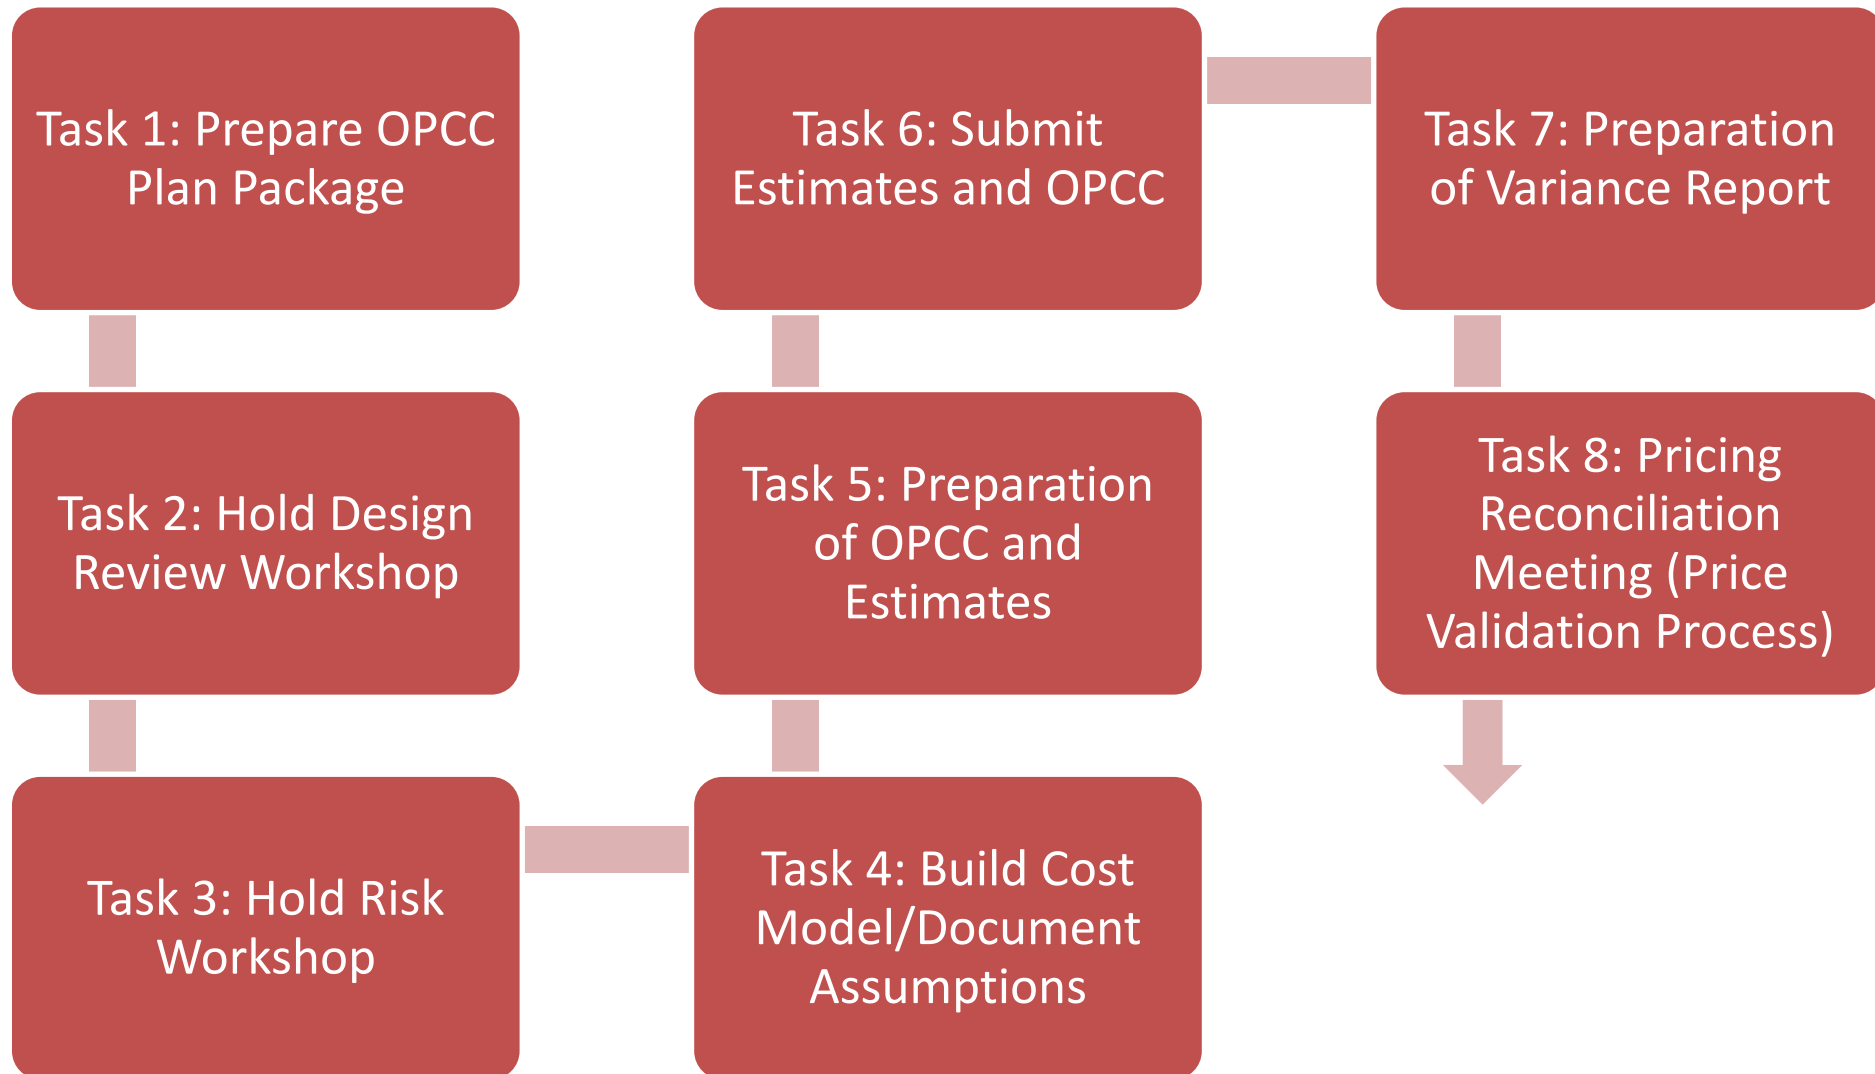 Task 1: Prepare OPCC
Plan Package
Task 2: Hold Design
Review Workshop
Task 3: Hold Risk
Workshop
Task 4: Build Cost
Model/Document
Assumptions
Task 5: Preparation
of OPCC and
Estimates
Task 6: Submit
Estimates and OPCC
Task 7: Preparation
of Variance Report
Task 8: Pricing
Reconciliation
Meeting (Price
Validation Process)